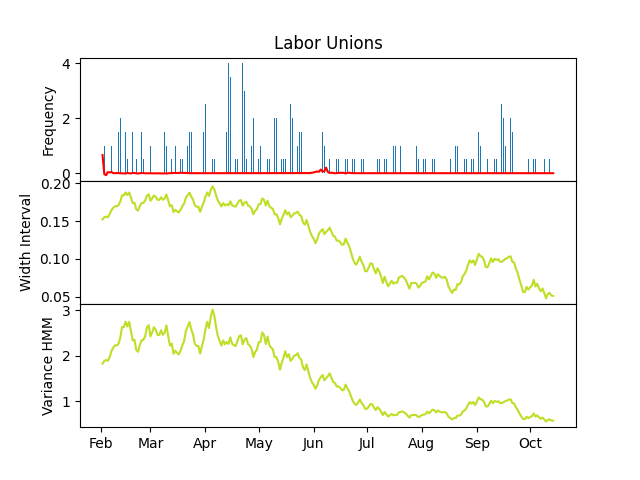 Labor Unions
Frequency
4
2
0
Width Interval
0.20
0.15
0.10
0.05
Variance HMM
3
2
1
Feb Mar Apr May Jun Jul Aug Sep Oct